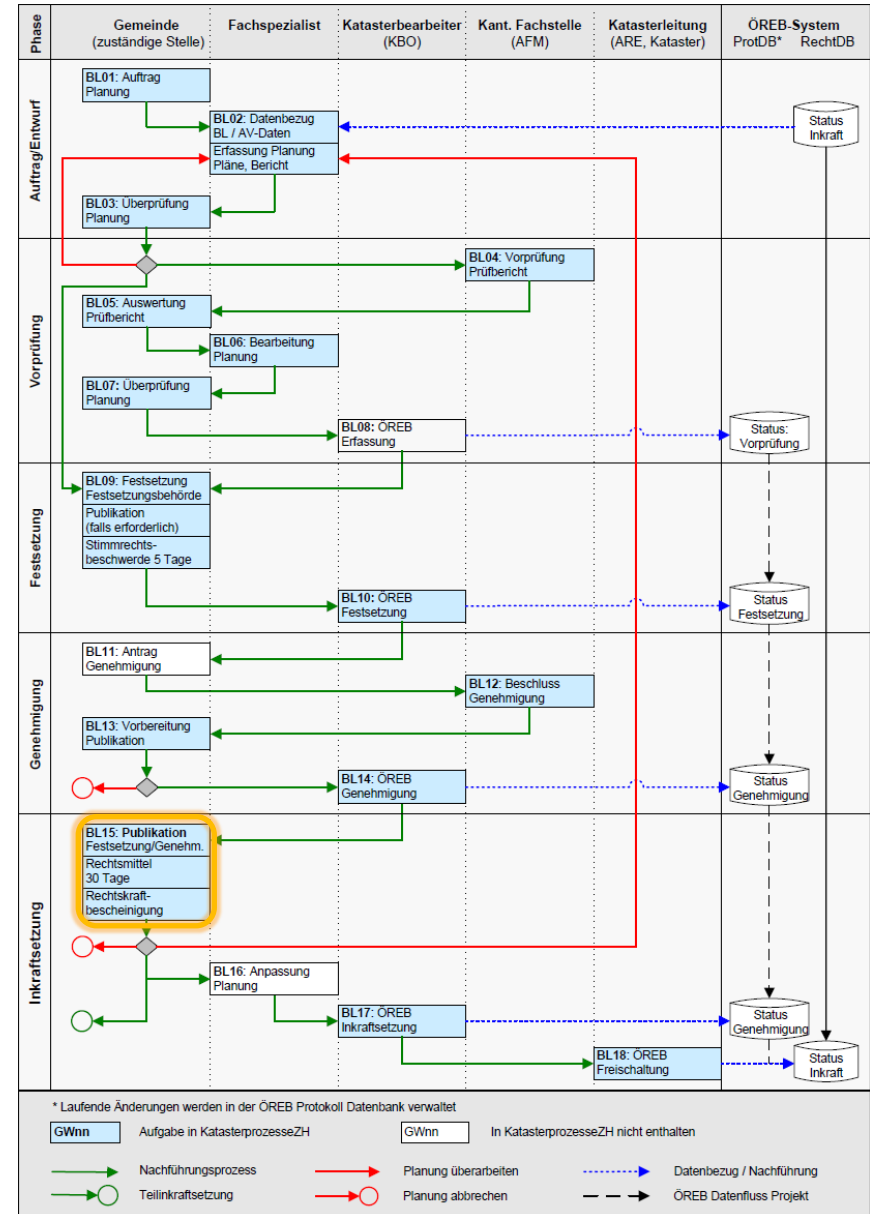 Phase
Gemeinde
(zuständige Stelle)
Fachspezialist
Katasterbearbeiter
(KBO)
Kant. Fachstelle
(AFM)
Katasterleitung
(ARE, Kataster)
ÖREB-System
ProtDB* RechtDB
Auftrag/Entwurf
BL01: Auftrag
Planung
BL02: Datenbezug
BL / AV-Daten
Erfassung Planung
Pläne, Bericht
Status
Inkraft
BL03: Überprüfung
Planung
Vorprüfung
BL04: Vorprüfung
Prüfbericht
BL05: Auswertung
Prüfbericht
BL06: Bearbeitung
Planung
BL07: Überprüfung
Planung
BL08: ÖREB
Erfassung
Status:
Vorprüfung
Festsetzung
BL09: Festsetzung
Festsetzungsbehörde
Publikation
(falls erforderlich)
Stimmrechts-
beschwerde 5 Tage
BL10: ÖREB
Festsetzung
Status
Festsetzung
Genehmigung
BL11: Antrag
Genehmigung
BL12: Beschluss
Genehmigung
BL13: Vorbereitung
Publikation
BL14: ÖREB
Genehmigung
Status
Genehmigung
Inkraftsetzung
BL15: Publikation
Festsetzung/Genehm.
Rechtsmittel
30 Tage
Rechtskraft-
bescheinigung
BL16: Anpassung
Planung
BL17: ÖREB
Inkraftsetzung
Status
Genehmigung
BL18: ÖREB
Freischaltung
Status
Inkraft
* Laufende Änderungen werden in der ÖREB Protokoll Datenbank verwaltet
GWnn Aufgabe in KatasterprozesseZH GWnn In KatasterprozesseZH nicht enthalten
Nachführungsprozess Planung überarbeiten Datenbezug / Nachführung
Teilinkraftsetzung Planung abbrechen ÖREB Datenfluss Projekt